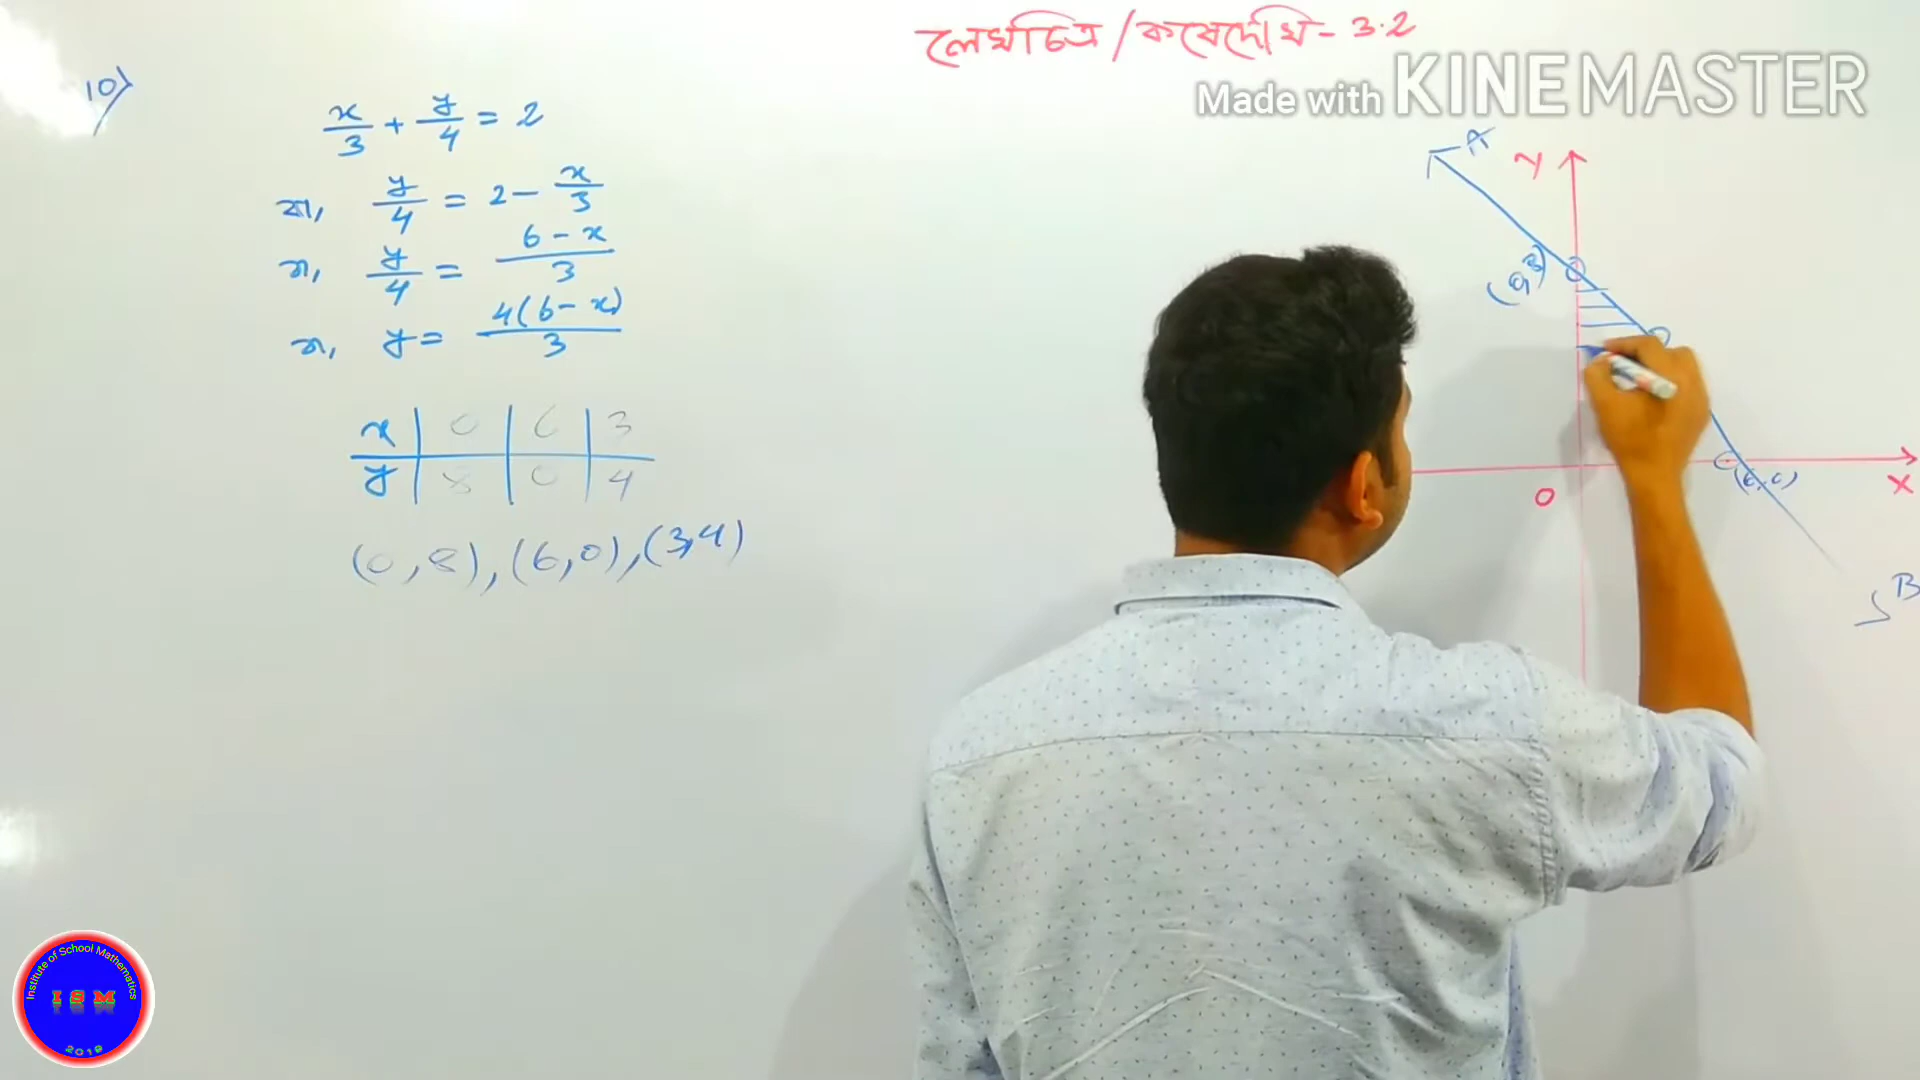 লেখচিত্র / কষে দেখি - 3.2
Made with KINEMASTER
10)
x/3 + y/4 = 2
বা, y/4 = 2 - x/3
বা, y/4 = (6 - x)/3
বা, y = 4(6 - x)/3
x | 0 | 6 | 3
y | 8 | 0 | 4
(0, 8), (6, 0), (3, 4)
A
Y
(0, 8)
(6, 0)
O
X
B
Institute of School Mathematics
ISM
2019